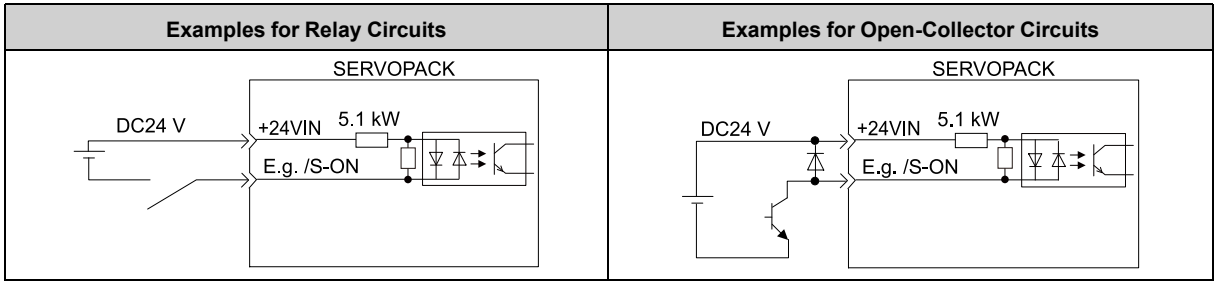 Examples for Relay Circuits
Examples for Open-Collector Circuits
SERVOPACK
DC24 V
+24VIN
5.1 kW
E.g. /S-ON
SERVOPACK
DC24 V
+24VIN
5.1 kW
E.g. /S-ON